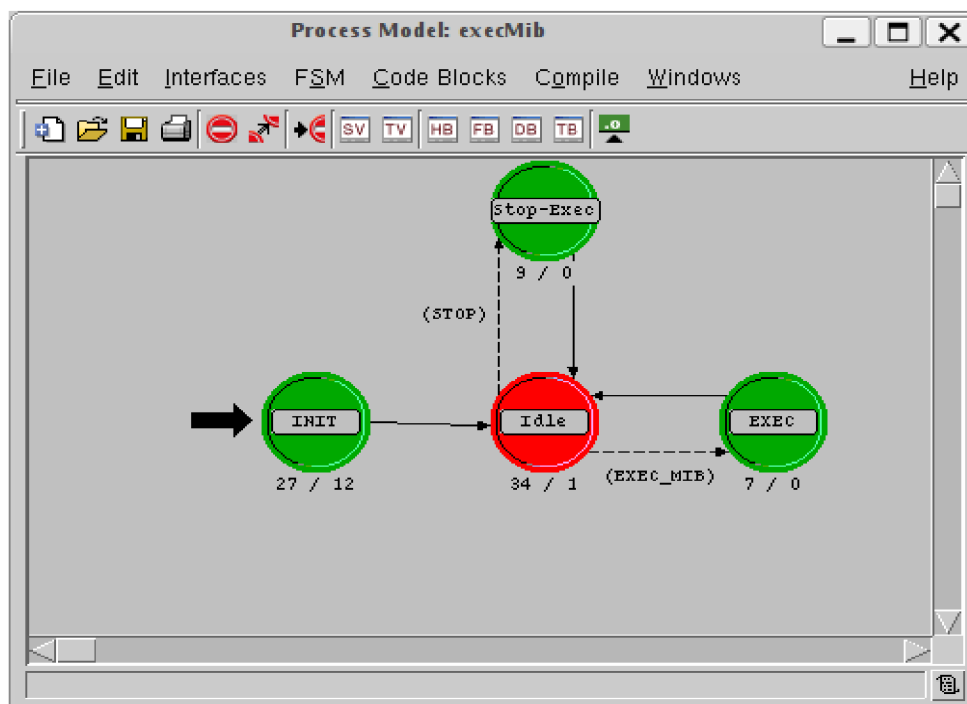 Process Model: execMib
File Edit Interfaces FSM Code Blocks Compile Windows Help
SV TV HB FB DB TB .0
Stop-Exec
9 / 0
(STOP)
INIT
Idle
EXEC
27 / 12
34 / 1
(EXEC_MIB)
7 / 0